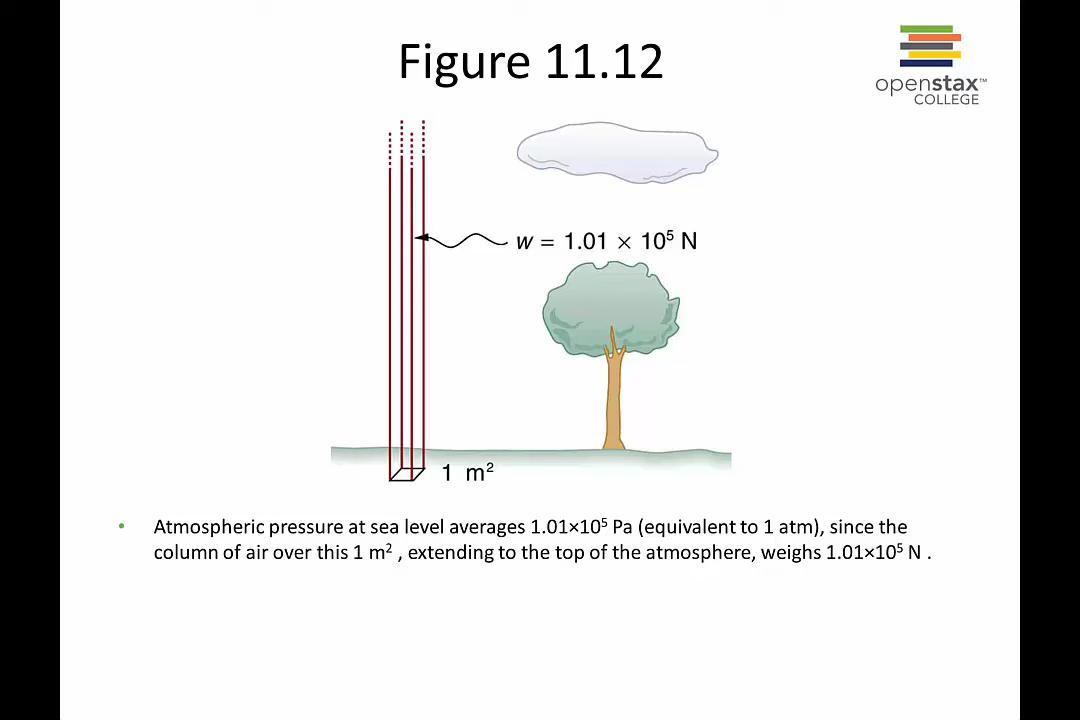 Figure 11.12
openstax™
COLLEGE
w = 1.01 × 10⁵ N
1 m²
• Atmospheric pressure at sea level averages 1.01×10⁵ Pa (equivalent to 1 atm), since the
column of air over this 1 m² , extending to the top of the atmosphere, weighs 1.01×10⁵ N .